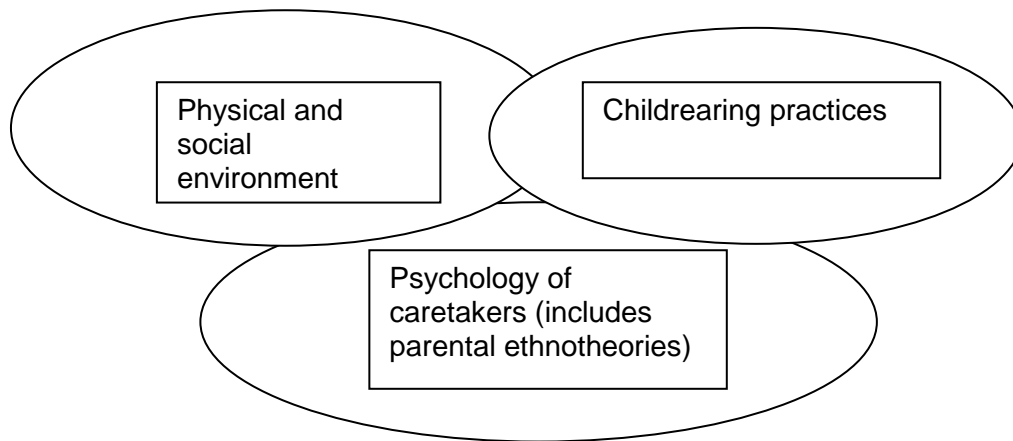 Physical and
social
environment
Childrearing practices
Psychology of
caretakers (includes
parental ethnotheories)